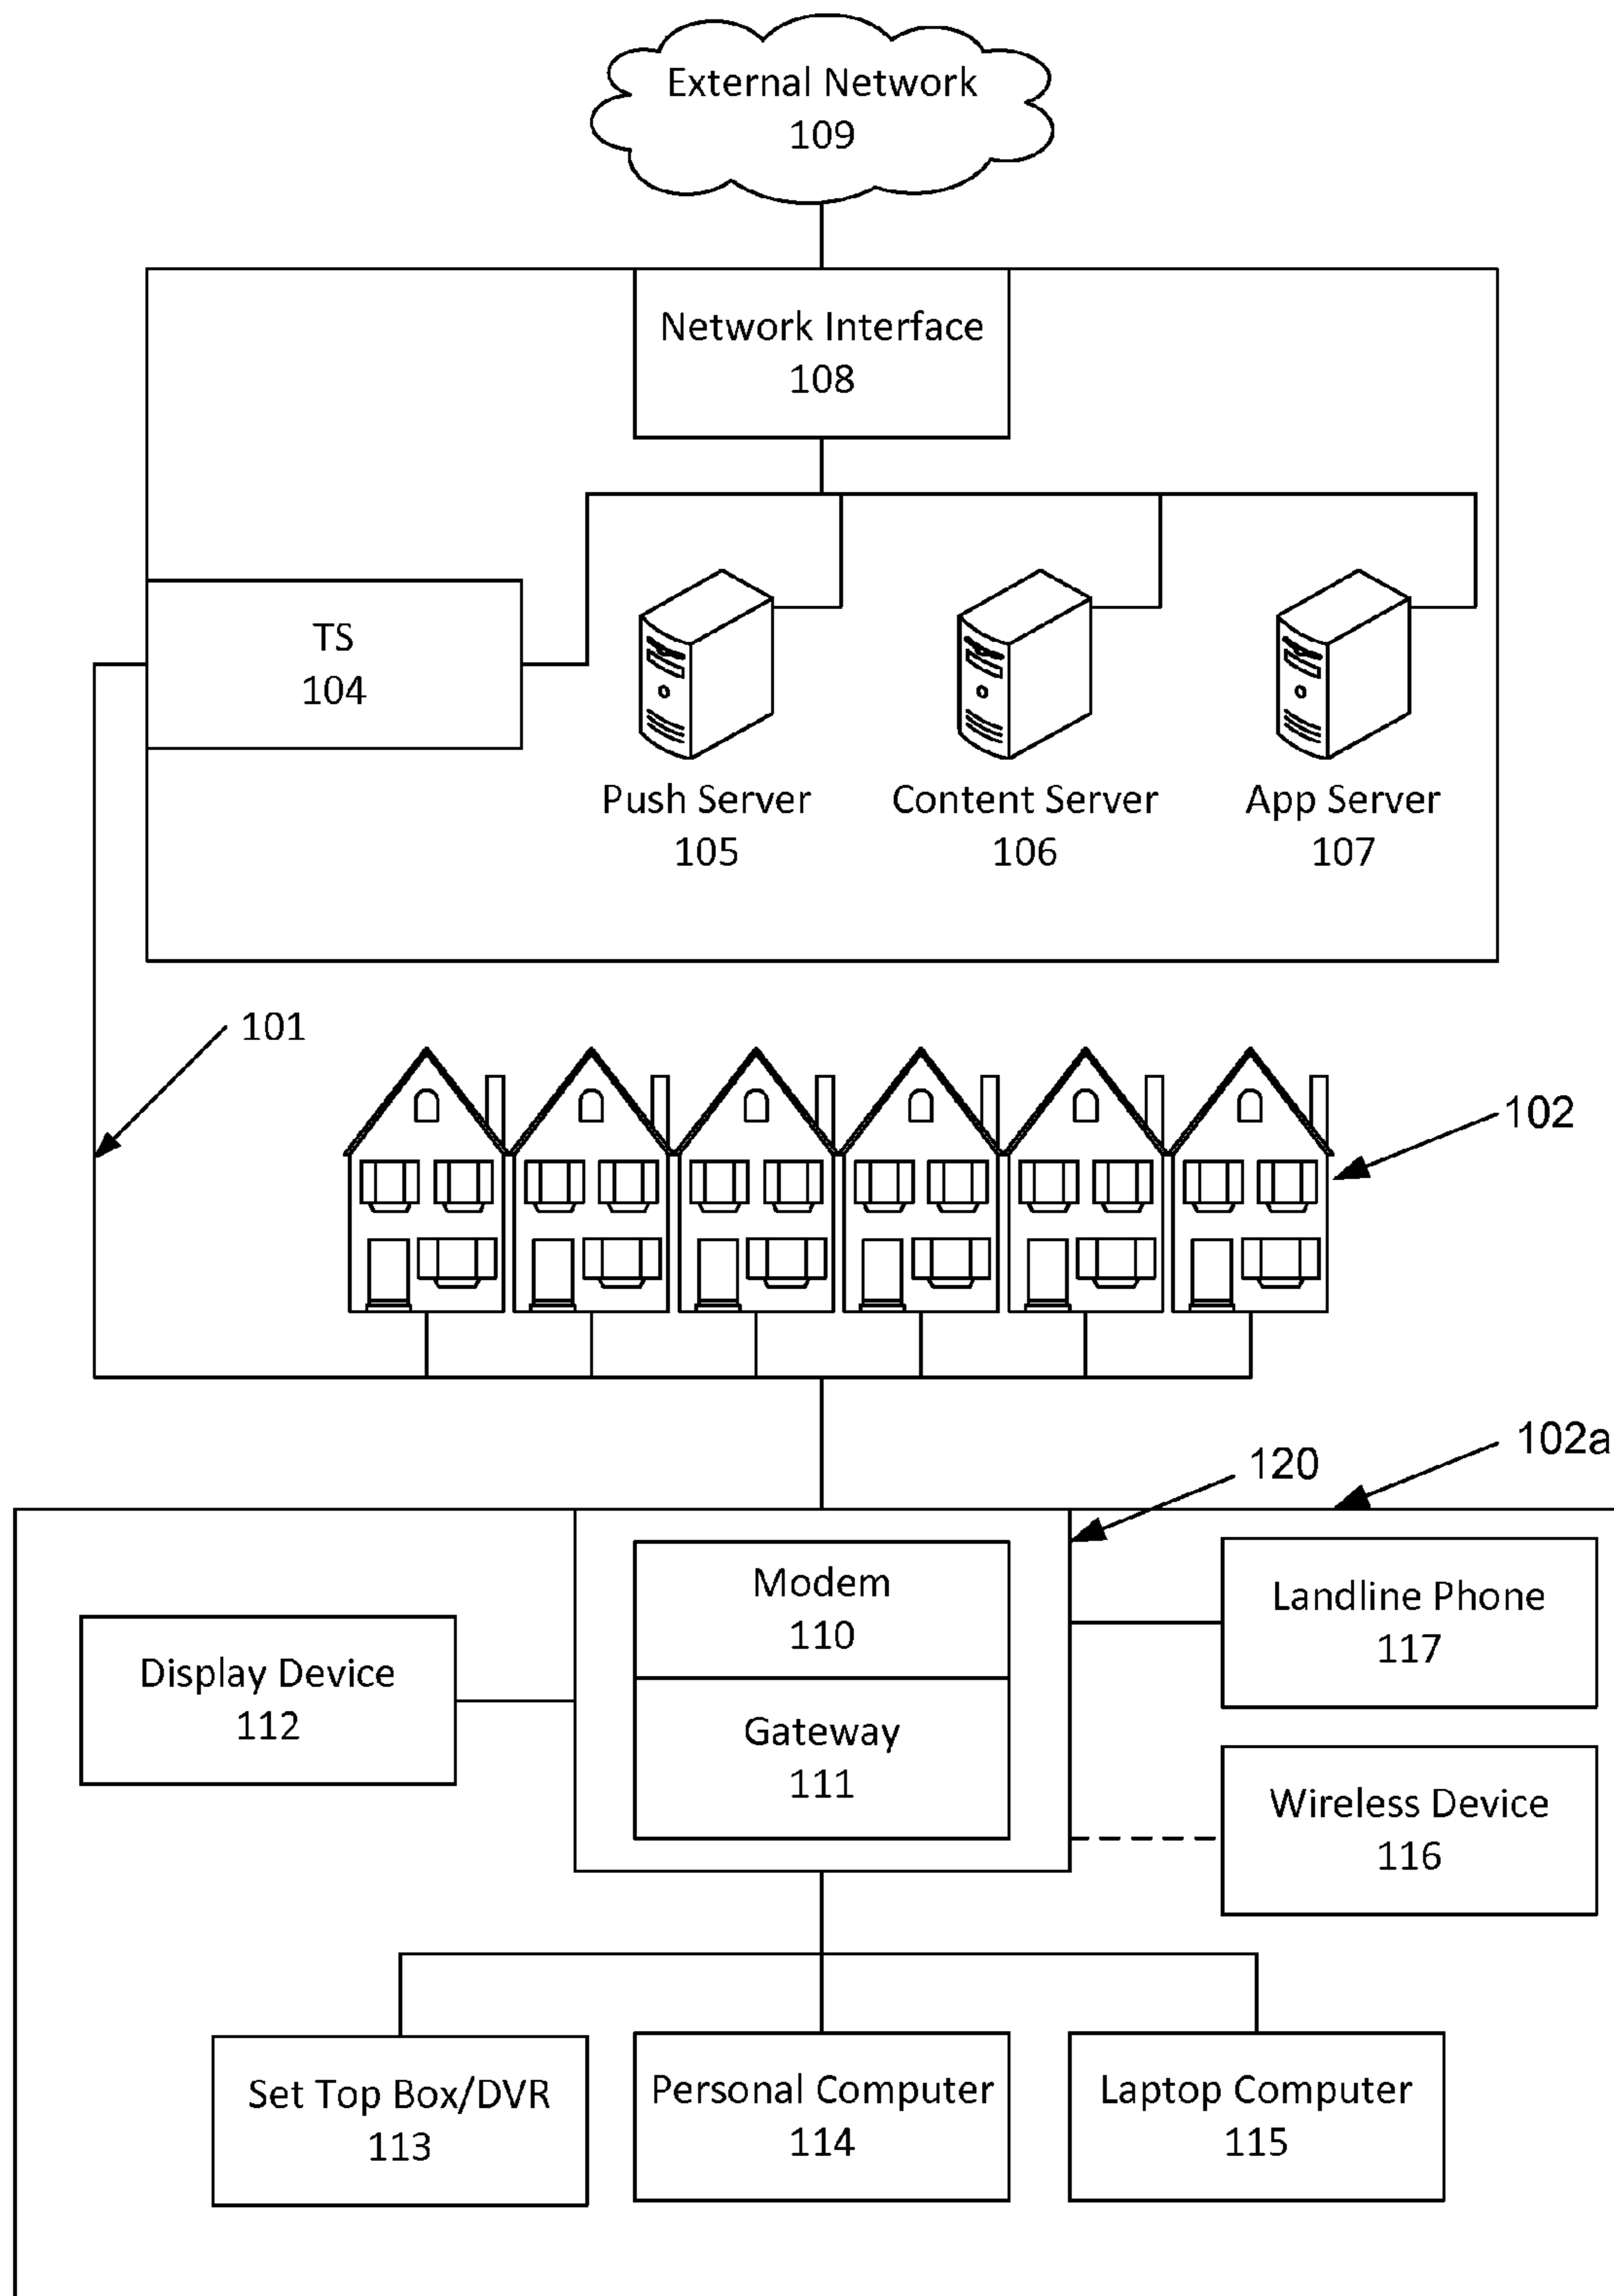 External Network
109
Network Interface
108
TS
104
Push Server
105
Content Server
106
App Server
107
101
102
102a
120
Modem
110
Landline Phone
117
Display Device
112
Gateway
111
Wireless Device
116
Set Top Box/DVR
113
Personal Computer
114
Laptop Computer
115